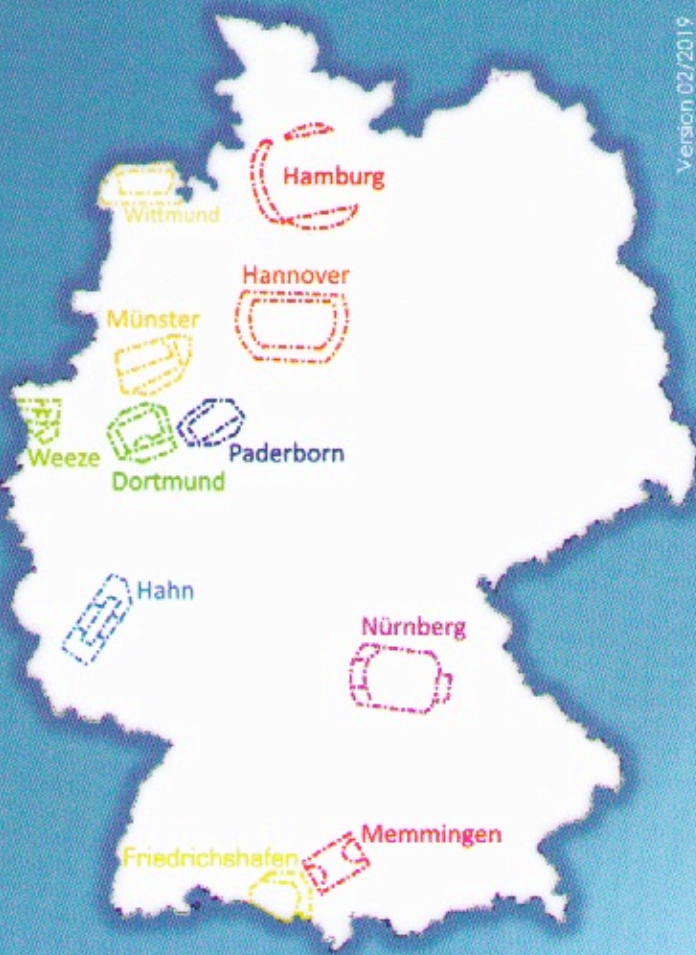 Version 02/2019
Hamburg
Wittmund
Hannover
Münster
Weeze
Paderborn
Dortmund
Hahn
Nürnberg
Memmingen
Friedrichshafen